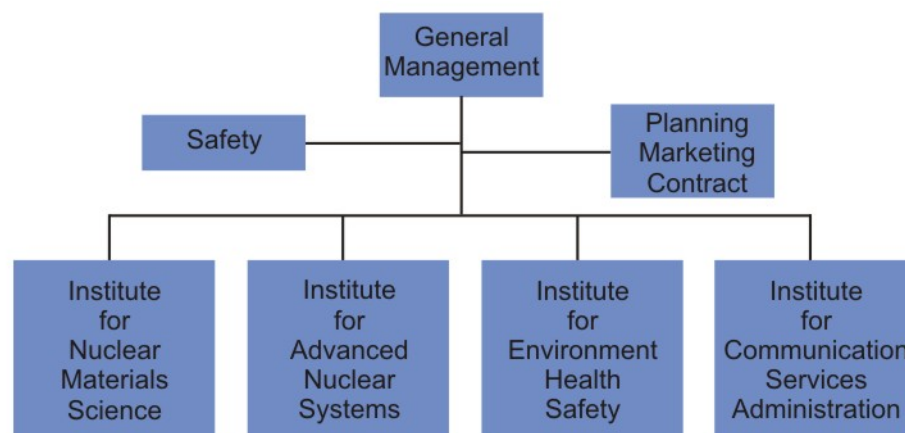 General
Management
Safety
Planning
Marketing
Contract
Institute
for
Nuclear
Materials
Science
Institute
for
Advanced
Nuclear
Systems
Institute
for
Environment
Health
Safety
Institute
for
Communication
Services
Administration